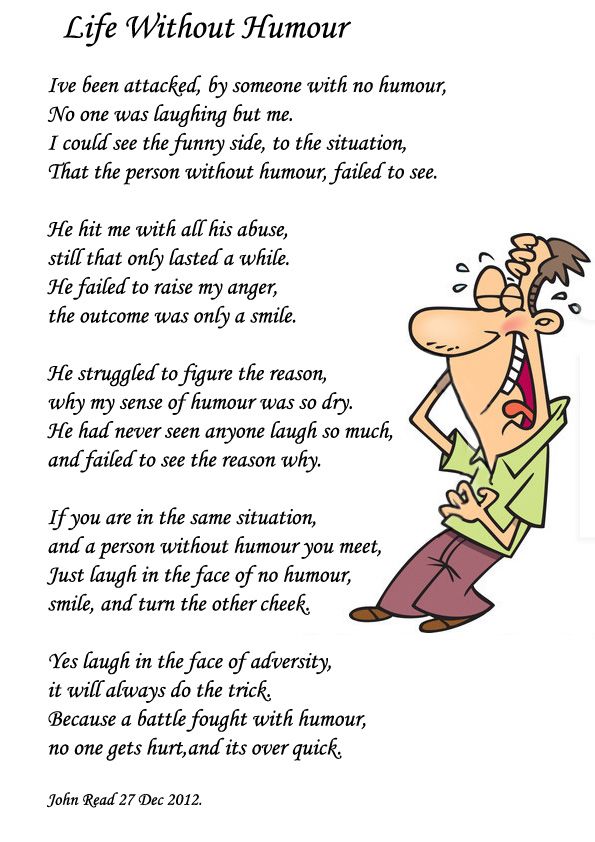 Life Without Humour
Ive been attacked, by someone with no humour,
No one was laughing but me.
I could see the funny side, to the situation,
That the person without humour, failed to see.
He hit me with all his abuse,
still that only lasted a while.
He failed to raise my anger,
the outcome was only a smile.
He struggled to figure the reason,
why my sense of humour was so dry.
He had never seen anyone laugh so much,
and failed to see the reason why.
If you are in the same situation,
and a person without humour you meet,
Just laugh in the face of no humour,
smile, and turn the other cheek.
Yes laugh in the face of adversity,
it will always do the trick.
Because a battle fought with humour,
no one gets hurt,and its over quick.
John Read 27 Dec 2012.